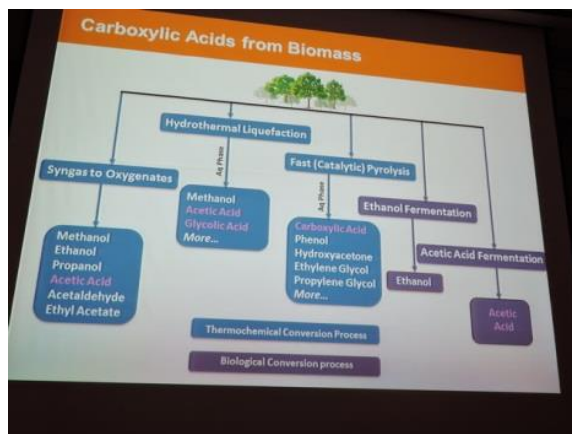 Carboxylic Acids from Biomass
Hydrothermal Liquefaction
Syngas to Oxygenates
Aq Phase
Fast (Catalytic) Pyrolysis
Aq Phase
Ethanol Fermentation
Acetic Acid Fermentation
Methanol
Ethanol
Propanol
Acetic Acid
Acetaldehyde
Ethyl Acetate
Methanol
Acetic Acid
Glycolic Acid
More...
Carboxylic Acid
Phenol
Hydroxyacetone
Ethylene Glycol
Propylene Glycol
More...
Ethanol
Acetic
Acid
Thermochemical Conversion Process
Biological Conversion process